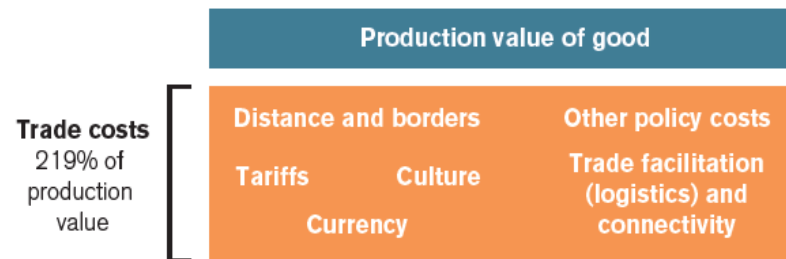 Production value of good
Trade costs
219% of
production
value
Distance and borders
Other policy costs
Tariffs
Culture
Trade facilitation
(logistics) and
connectivity
Currency